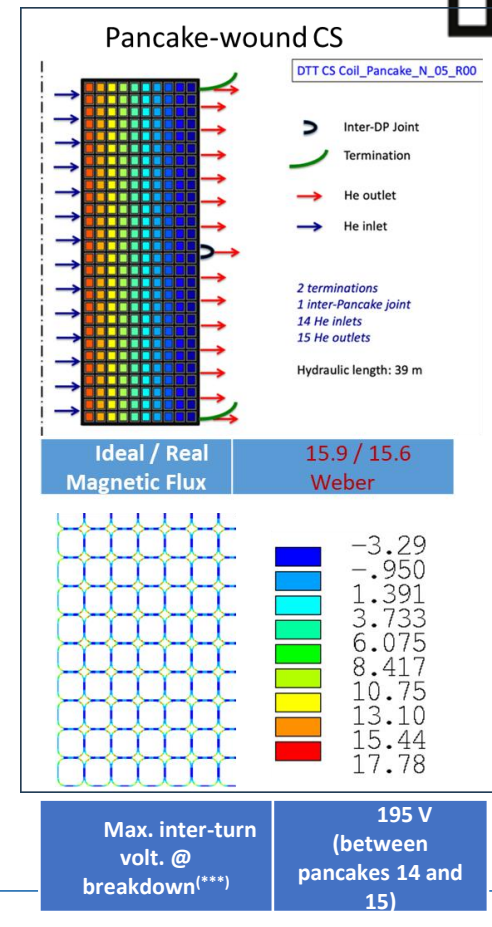 Pancake-wound CS
DTT CS Coil_Pancake_N_05_R00
Inter-DP Joint
Termination
He outlet
He inlet
2 terminations
1 inter-Pancake joint
14 He inlets
15 He outlets
Hydraulic length: 39 m
Ideal / Real
Magnetic Flux
15.9 / 15.6
Weber
-3.29
-.950
1.391
3.733
6.075
8.417
10.75
13.10
15.44
17.78
Max. inter-turn
volt. @
breakdown(***)
195 V
(between
pancakes 14 and
15)